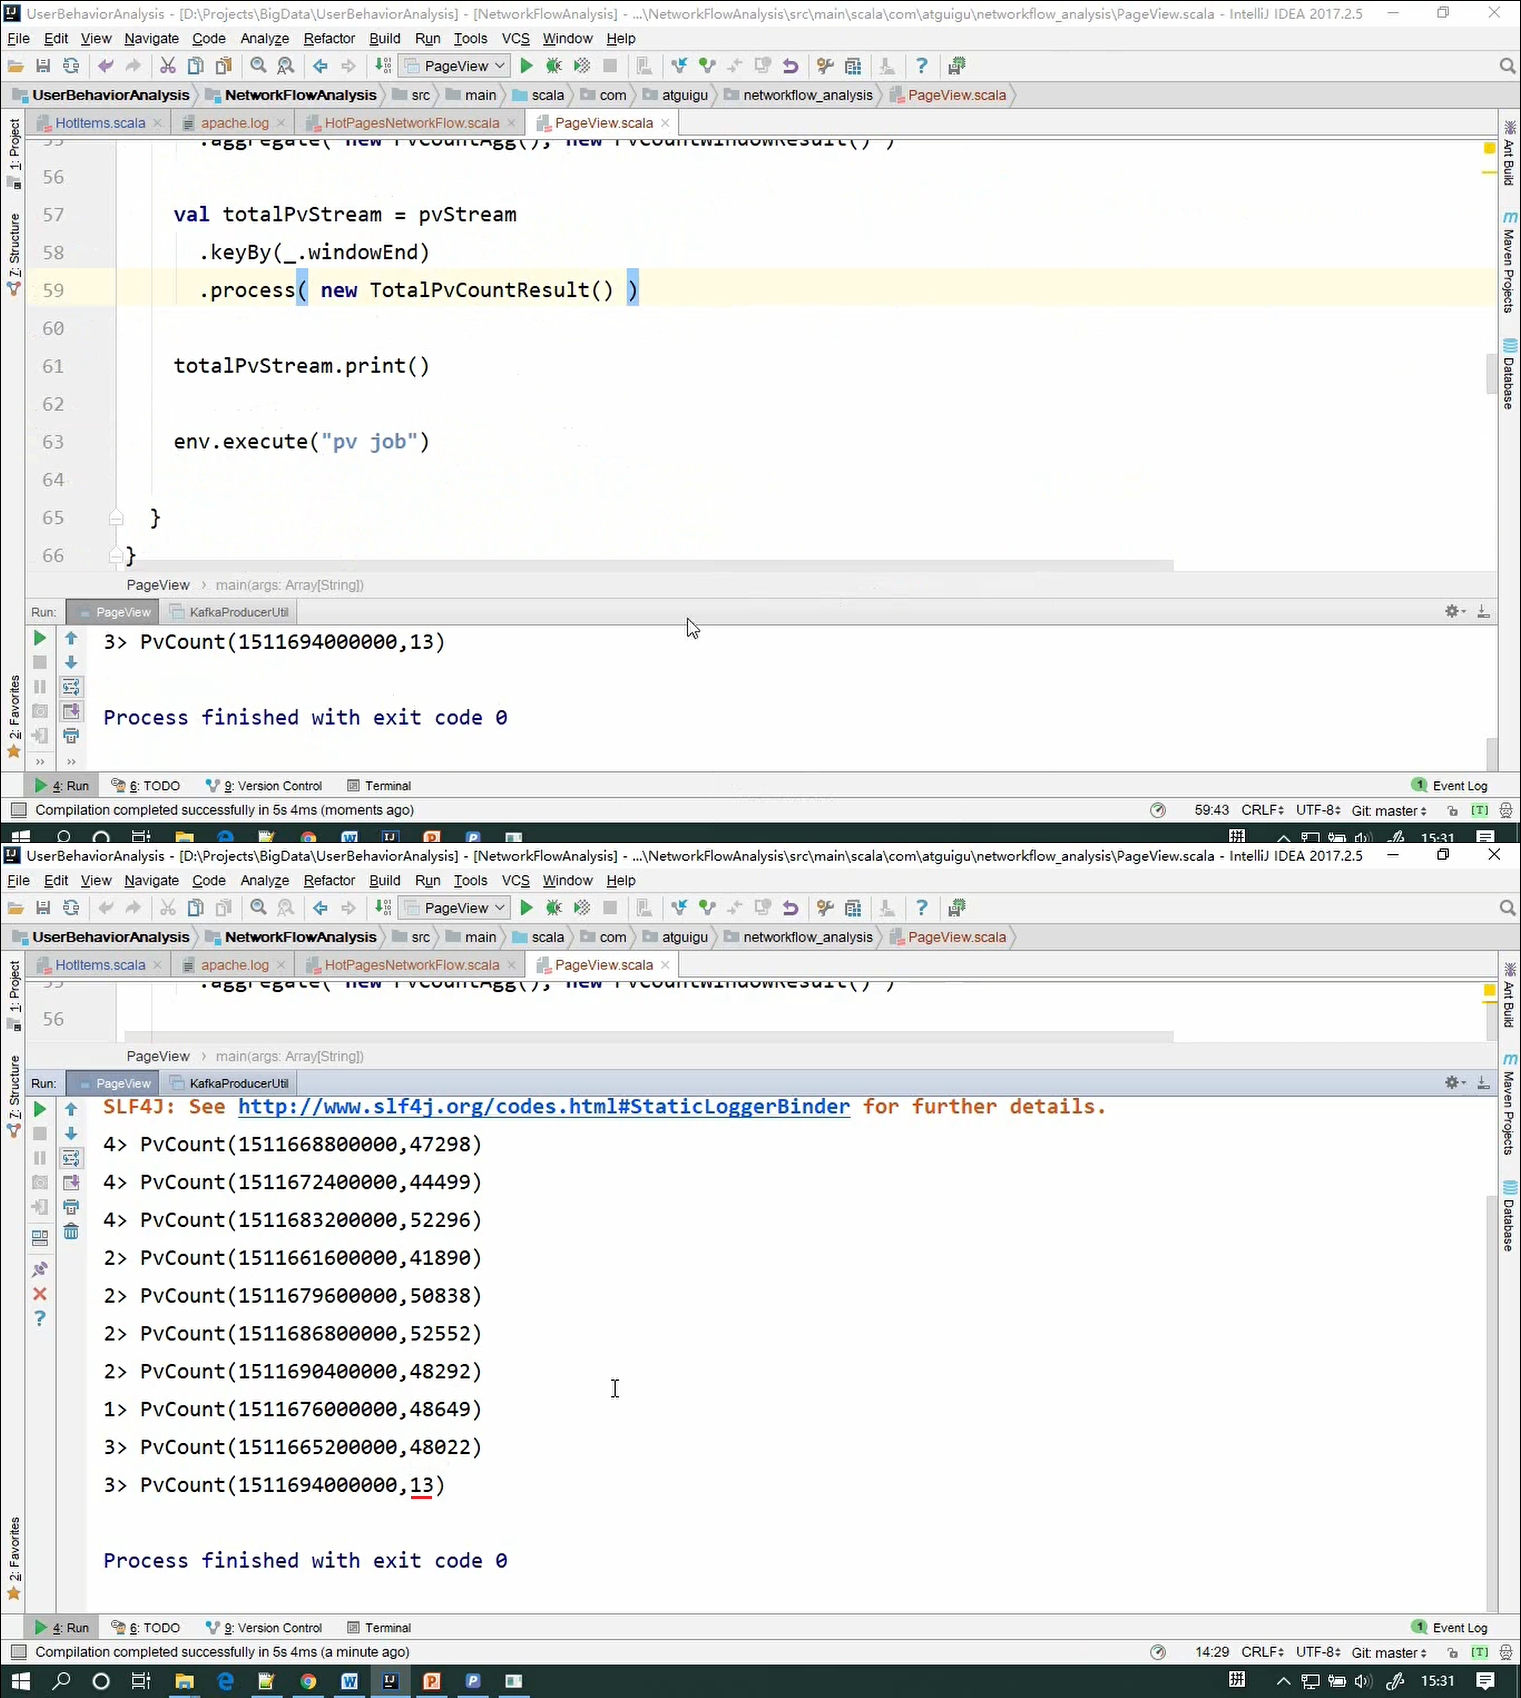 UserBehaviorAnalysis - [D:\Projects\BigData\UserBehaviorAnalysis] - [NetworkFlowAnalysis] - ...\NetworkFlowAnalysis\src\main\scala\com\atguigu\networkflow_analysis\PageView.scala - IntelliJ IDEA 2017.2.5
File Edit View Navigate Code Analyze Refactor Build Run Tools VCS Window Help
PageView
UserBehaviorAnalysis NetworkFlowAnalysis src main scala com atguigu networkflow_analysis PageView.scala
HotItems.scala apache.log HotPagesNetworkFlow.scala PageView.scala
1: Project
7: Structure
2: Favorites
Ant Build
Maven Projects
Database
55 .aggregate( new PvCountAgg(), new PvCountWindowResult() )
56
57 val totalPvStream = pvStream
58 .keyBy(_.windowEnd)
59 .process( new TotalPvCountResult() )
60
61 totalPvStream.print()
62
63 env.execute("pv job")
64
65 }
66 }
PageView › main(args: Array[String])
Run: PageView KafkaProducerUtil
3> PvCount(1511694000000,13)
Process finished with exit code 0
4: Run 6: TODO 9: Version Control Terminal 1 Event Log
Compilation completed successfully in 5s 4ms (moments ago) 59:43 CRLF UTF-8 Git: master [T]
拼 15:31
UserBehaviorAnalysis - [D:\Projects\BigData\UserBehaviorAnalysis] - [NetworkFlowAnalysis] - ...\NetworkFlowAnalysis\src\main\scala\com\atguigu\networkflow_analysis\PageView.scala - IntelliJ IDEA 2017.2.5
File Edit View Navigate Code Analyze Refactor Build Run Tools VCS Window Help
PageView
UserBehaviorAnalysis NetworkFlowAnalysis src main scala com atguigu networkflow_analysis PageView.scala
HotItems.scala apache.log HotPagesNetworkFlow.scala PageView.scala
1: Project
7: Structure
2: Favorites
Ant Build
Maven Projects
Database
55 .aggregate( new PvCountAgg(), new PvCountWindowResult() )
56
PageView › main(args: Array[String])
Run: PageView KafkaProducerUtil
SLF4J: See http://www.slf4j.org/codes.html#StaticLoggerBinder for further details.
4> PvCount(1511668800000,47298)
4> PvCount(1511672400000,44499)
4> PvCount(1511683200000,52296)
2> PvCount(1511661600000,41890)
2> PvCount(1511679600000,50838)
2> PvCount(1511686800000,52552)
2> PvCount(1511690400000,48292)
1> PvCount(1511676000000,48649)
3> PvCount(1511665200000,48022)
3> PvCount(1511694000000,13)
Process finished with exit code 0
4: Run 6: TODO 9: Version Control Terminal 1 Event Log
Compilation completed successfully in 5s 4ms (a minute ago) 14:29 CRLF UTF-8 Git: master [T]
拼 15:31